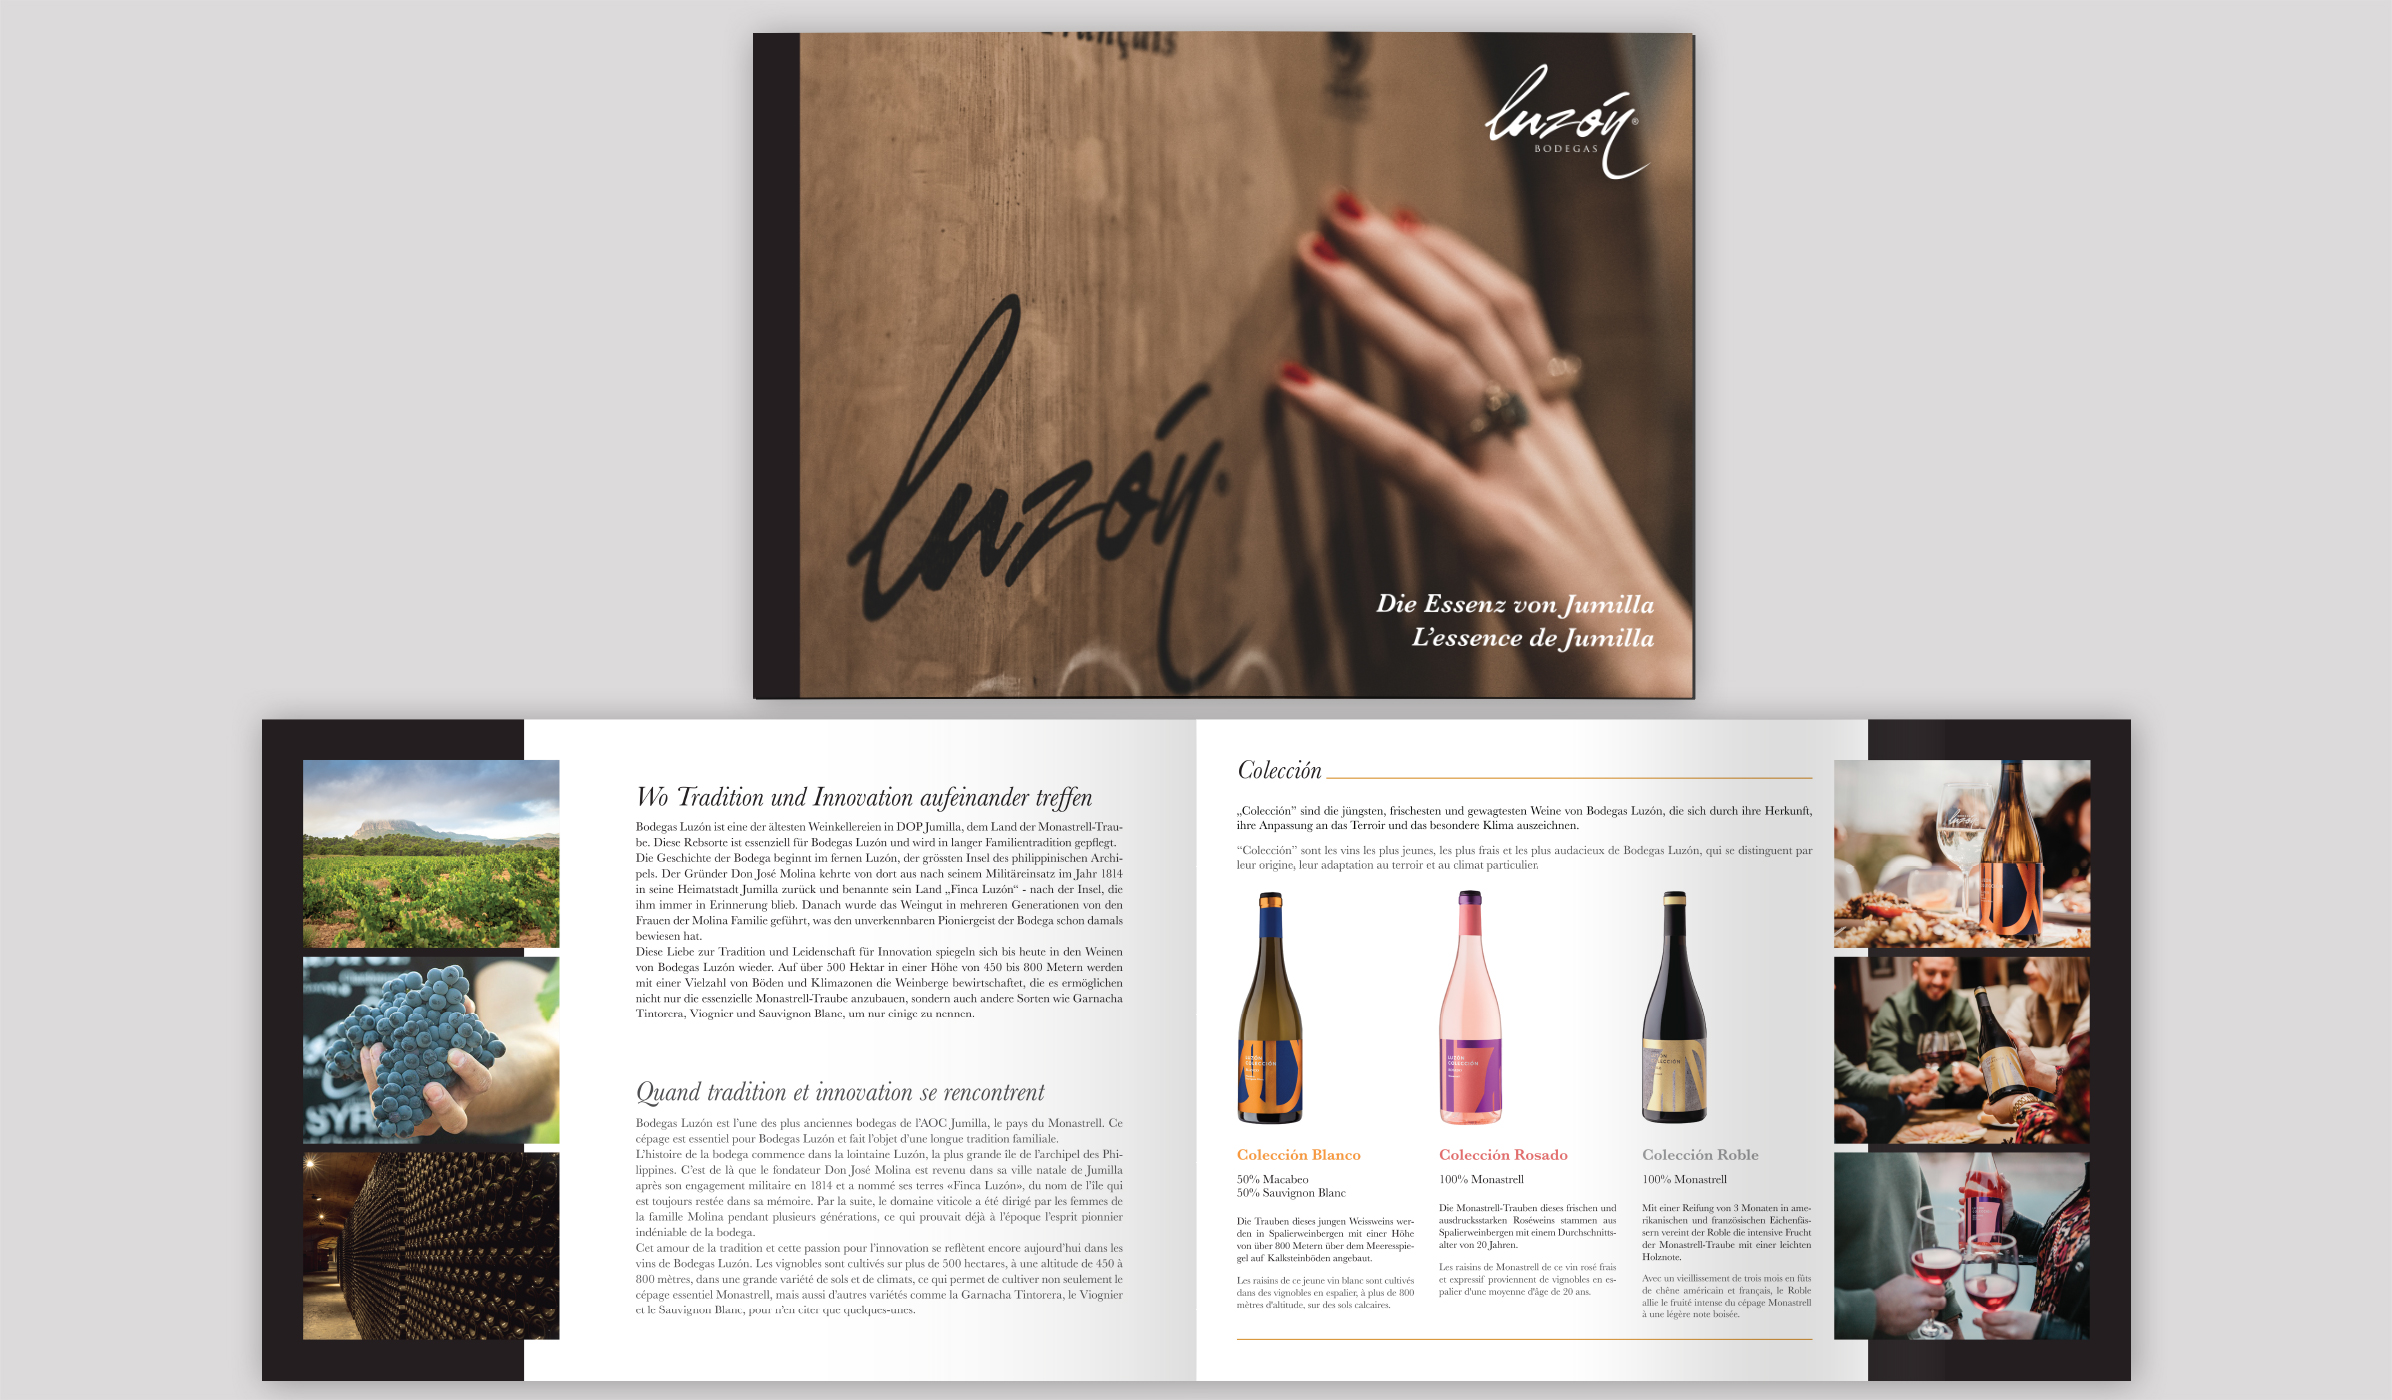 Français
luzón®
BODEGAS
luzón
Die Essenz von Jumilla
L'essence de Jumilla
Wo Tradition und Innovation aufeinander treffen
Bodegas Luzón ist eine der ältesten Weinkellereien in DOP Jumilla, dem Land der Monastrell-Trau-
be. Diese Rebsorte ist essenziell für Bodegas Luzón und wird in langer Familientradition gepflegt.
Die Geschichte der Bodega beginnt im fernen Luzón, der grössten Insel des philippinischen Archi-
pels. Der Gründer Don José Molina kehrte von dort aus nach seinem Militäreinsatz im Jahr 1814
in seine Heimatstadt Jumilla zurück und benannte sein Land „Finca Luzón“ - nach der Insel, die
ihm immer in Erinnerung blieb. Danach wurde das Weingut in mehreren Generationen von den
Frauen der Molina Familie geführt, was den unverkennbaren Pioniergeist der Bodega schon damals
bewiesen hat.
Diese Liebe zur Tradition und Leidenschaft für Innovation spiegeln sich bis heute in den Weinen
von Bodegas Luzón wieder. Auf über 500 Hektar in einer Höhe von 450 bis 800 Metern werden
mit einer Vielzahl von Böden und Klimazonen die Weinberge bewirtschaftet, die es ermöglichen
nicht nur die essenzielle Monastrell-Traube anzubauen, sondern auch andere Sorten wie Garnacha
Tintorera, Viognier und Sauvignon Blanc, um nur einige zu nennen.
Quand tradition et innovation se rencontrent
Bodegas Luzón est l'une des plus anciennes bodegas de l'AOC Jumilla, le pays du Monastrell. Ce
cépage est essentiel pour Bodegas Luzón et fait l'objet d'une longue tradition familiale.
L'histoire de la bodega commence dans la lointaine Luzón, la plus grande île de l'archipel des Phi-
lippines. C'est de là que le fondateur Don José Molina est revenu dans sa ville natale de Jumilla
après son engagement militaire en 1814 et a nommé ses terres «Finca Luzón», du nom de l'île qui
est toujours restée dans sa mémoire. Par la suite, le domaine viticole a été dirigé par les femmes de
la famille Molina pendant plusieurs générations, ce qui prouvait déjà à l'époque l'esprit pionnier
indéniable de la bodega.
Cet amour de la tradition et cette passion pour l'innovation se reflètent encore aujourd'hui dans les
vins de Bodegas Luzón. Les vignobles sont cultivés sur plus de 500 hectares, à une altitude de 450 à
800 mètres, dans une grande variété de sols et de climats, ce qui permet de cultiver non seulement le
cépage essentiel Monastrell, mais aussi d'autres variétés comme la Garnacha Tintorera, le Viognier
et le Sauvignon Blanc, pour n'en citer que quelques-unes.
Colección
„Colección” sind die jüngsten, frischesten und gewagtesten Weine von Bodegas Luzón, die sich durch ihre Herkunft,
ihre Anpassung an das Terroir und das besondere Klima auszeichnen.
“Colección” sont les vins les plus jeunes, les plus frais et les plus audacieux de Bodegas Luzón, qui se distinguent par
leur origine, leur adaptation au terroir et au climat particulier.
LUZÓN
COLECCIÓN
LUZÓN
COLECCIÓN
Colección Blanco
50% Macabeo
50% Sauvignon Blanc
Die Trauben dieses jungen Weissweins wer-
den in Spalierweinbergen mit einer Höhe
von über 800 Metern über dem Meeresspie-
gel auf Kalksteinböden angebaut.
Les raisins de ce jeune vin blanc sont cultivés
dans des vignobles en espalier, à plus de 800
mètres d'altitude, sur des sols calcaires.
Colección Rosado
100% Monastrell
Die Monastrell-Trauben dieses frischen und
ausdrucksstarken Roséweins stammen aus
Spalierweinbergen mit einem Durchschnitts-
alter von 20 Jahren.
Les raisins de Monastrell de ce vin rosé frais
et expressif proviennent de vignobles en es-
palier d'une moyenne d'âge de 20 ans.
Colección Roble
100% Monastrell
Mit einer Reifung von 3 Monaten in ame-
rikanischen und französischen Eichenfäs-
sern vereint der Roble die intensive Frucht
der Monastrell-Traube mit einer leichten
Holznote.
Avec un vieillissement de trois mois en fûts
de chêne américain et français, le Roble
allie le fruité intense du cépage Monastrell
à une légère note boisée.
luzón